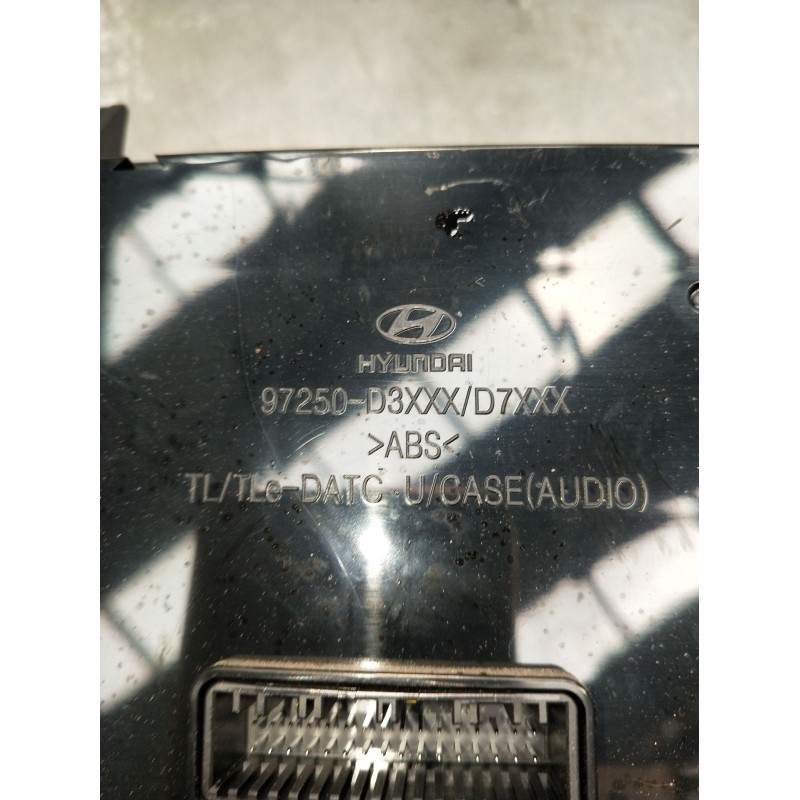 HYUNDAI
97250-D3XXX/D7XXX
>ABS<
TL/TLe-DATC U/CASE(AUDIO)